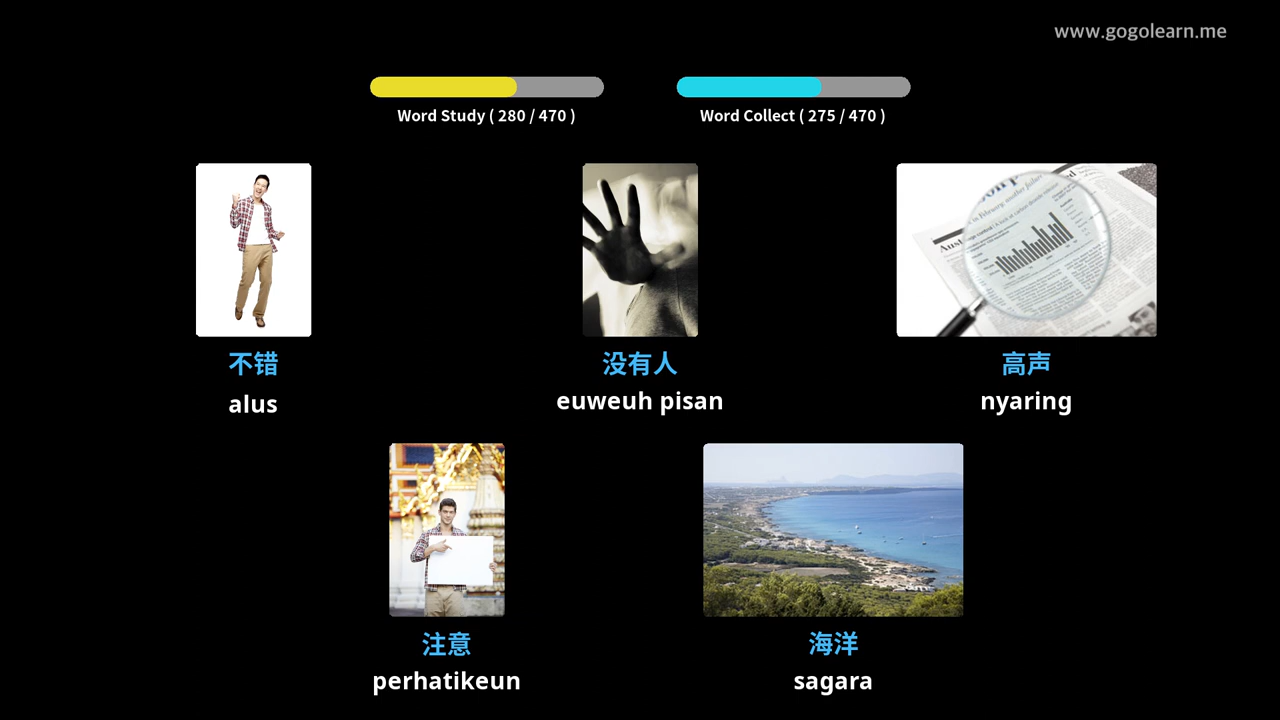 www.gogolearn.me
Word Study ( 280 / 470 )
Word Collect ( 275 / 470 )
不错
alus
没有人
euweuh pisan
高声
nyaring
注意
perhatikeun
海洋
sagara